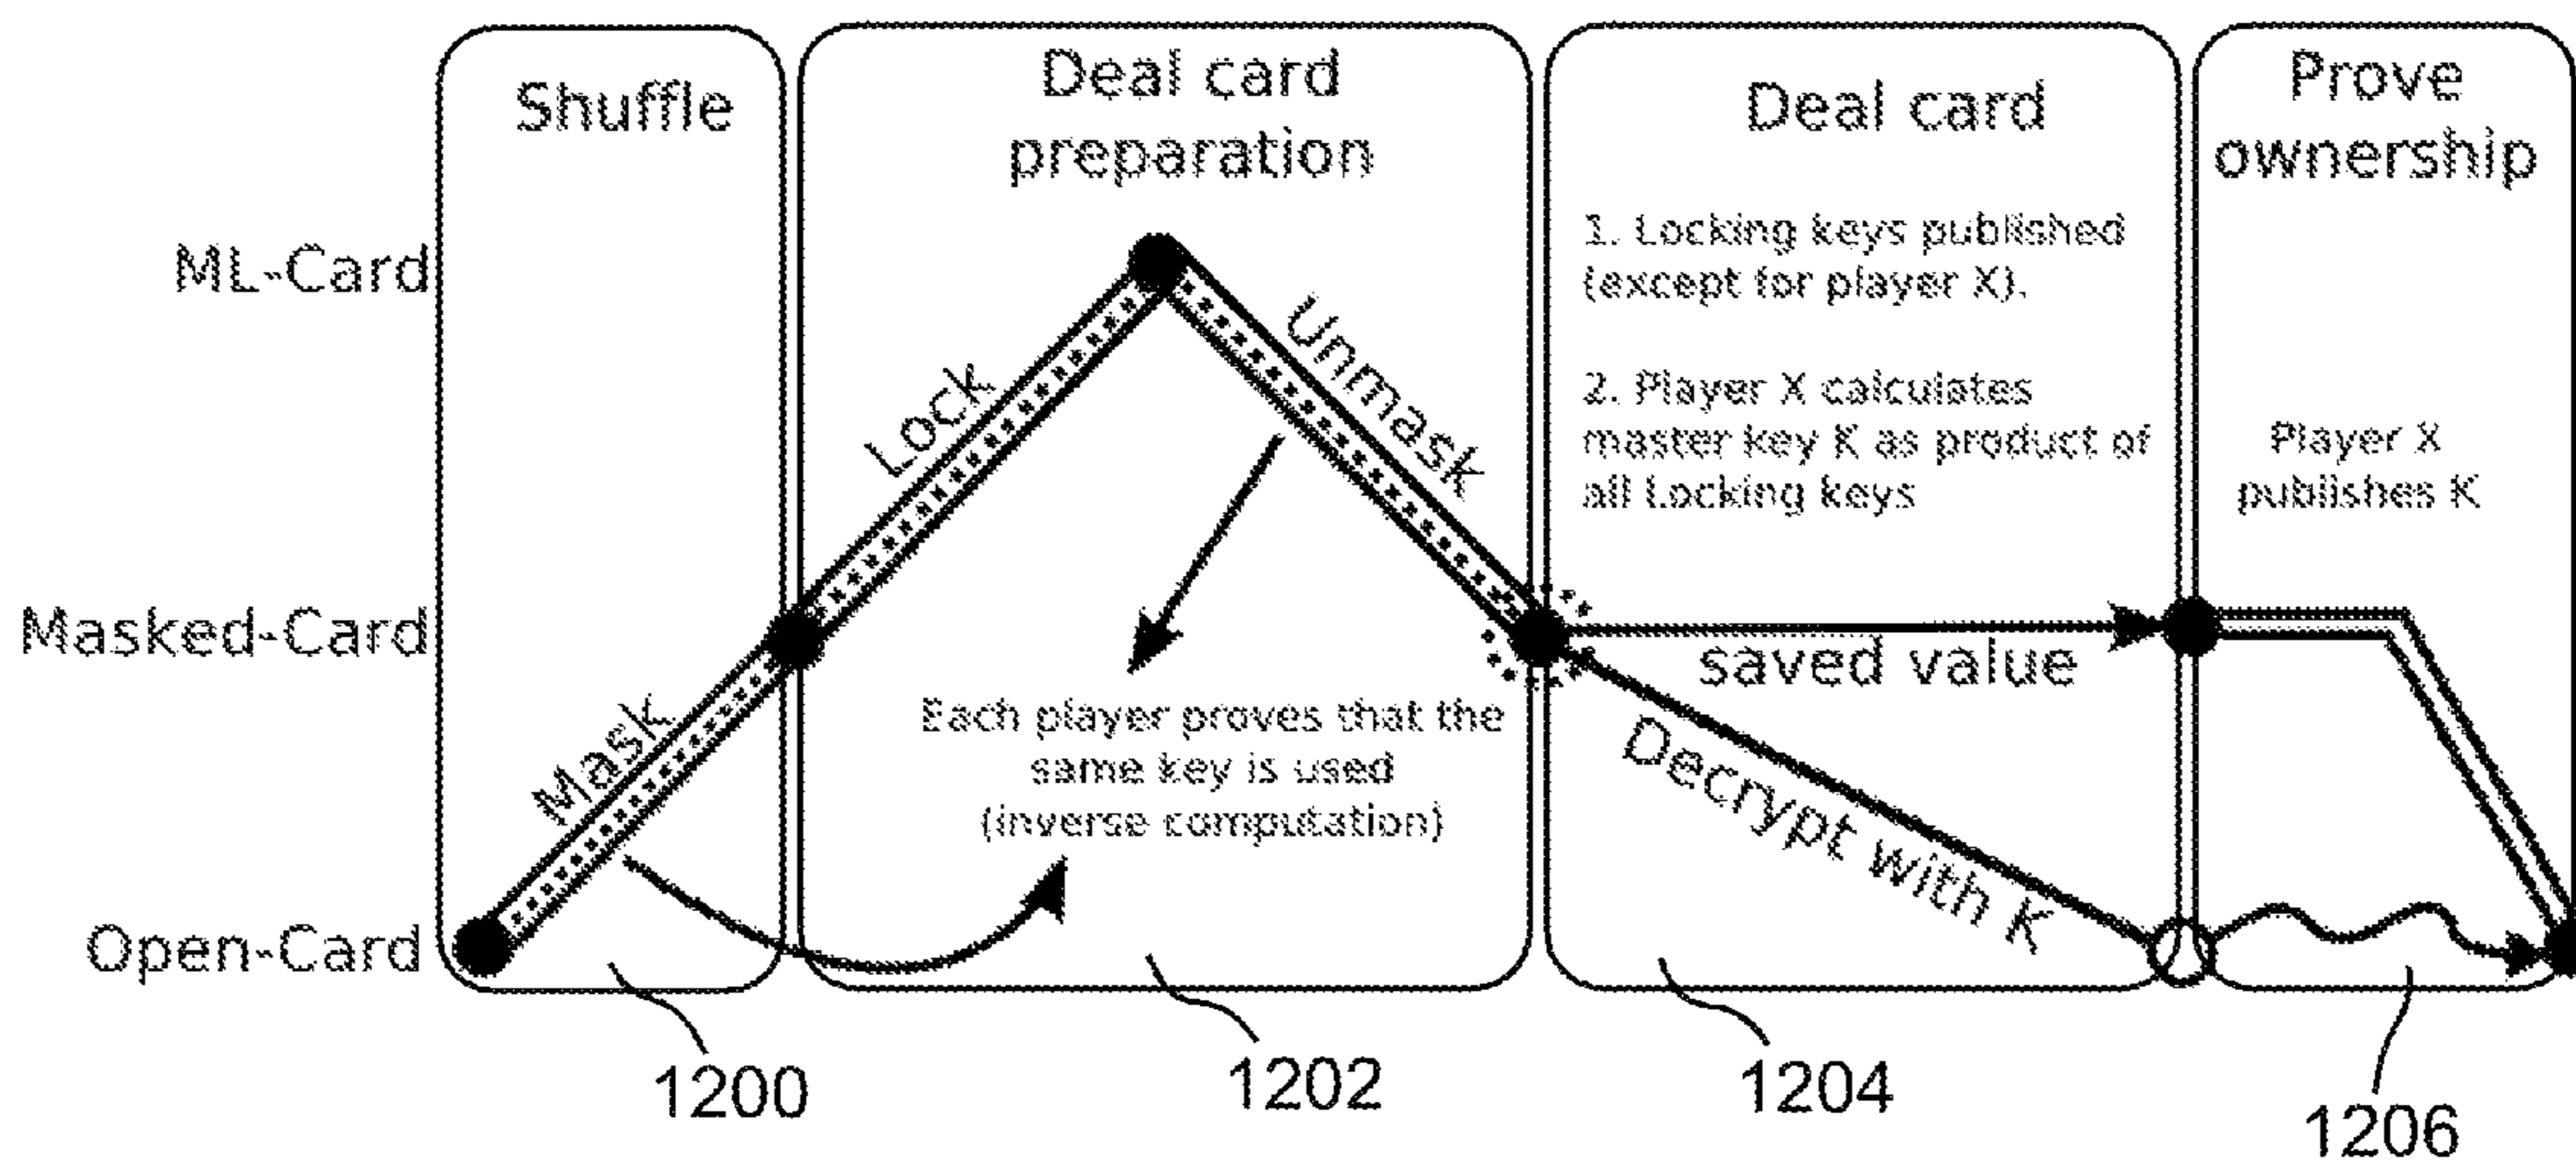 Shuffle
Deal card
preparation
Deal card
Prove
ownership
ML-Card
Masked-Card
Open-Card
Mask
Lock
Unmask
Each player proves that the
same key is used
(inverse computation)
1. Locking keys published
(except for player X).
2. Player X calculates
master key K as product of
all Locking keys
saved value
Decrypt with K
Player X
publishes K
1200
1202
1204
1206